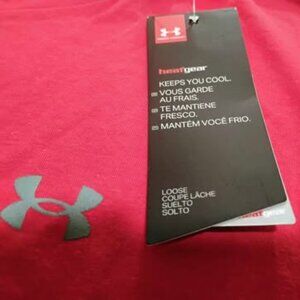 heatgear
KEEPS YOU COOL.
VOUS GARDE
AU FRAIS.
TE MANTIENE
FRESCO.
MANTÉM VOCÊ FRIO.
LOOSE
COUPE LÂCHE
SUELTO
SOLTO
heatgear